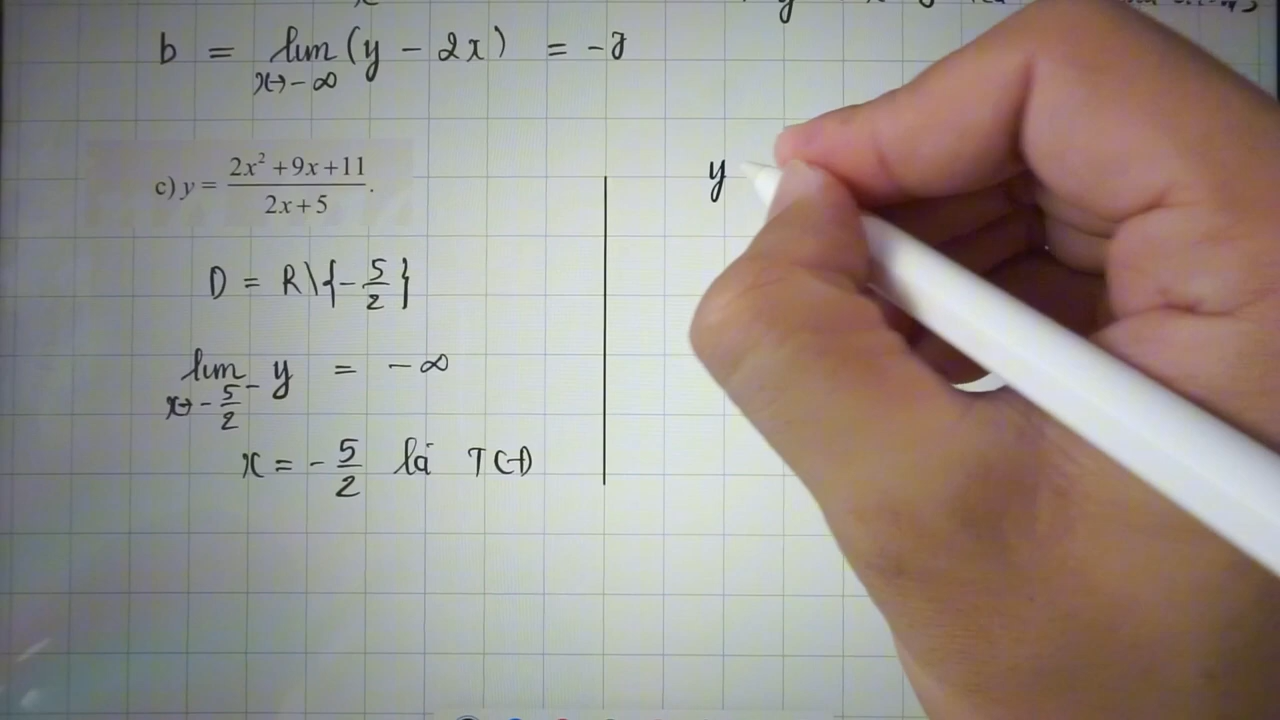 b = lim (y - 2x) = -7
x→-∞
c) y = (2x² + 9x + 11)/(2x + 5).
D = R\{-5/2}
lim y = -∞
x→-5/2⁻
x = -5/2 là TCĐ
y